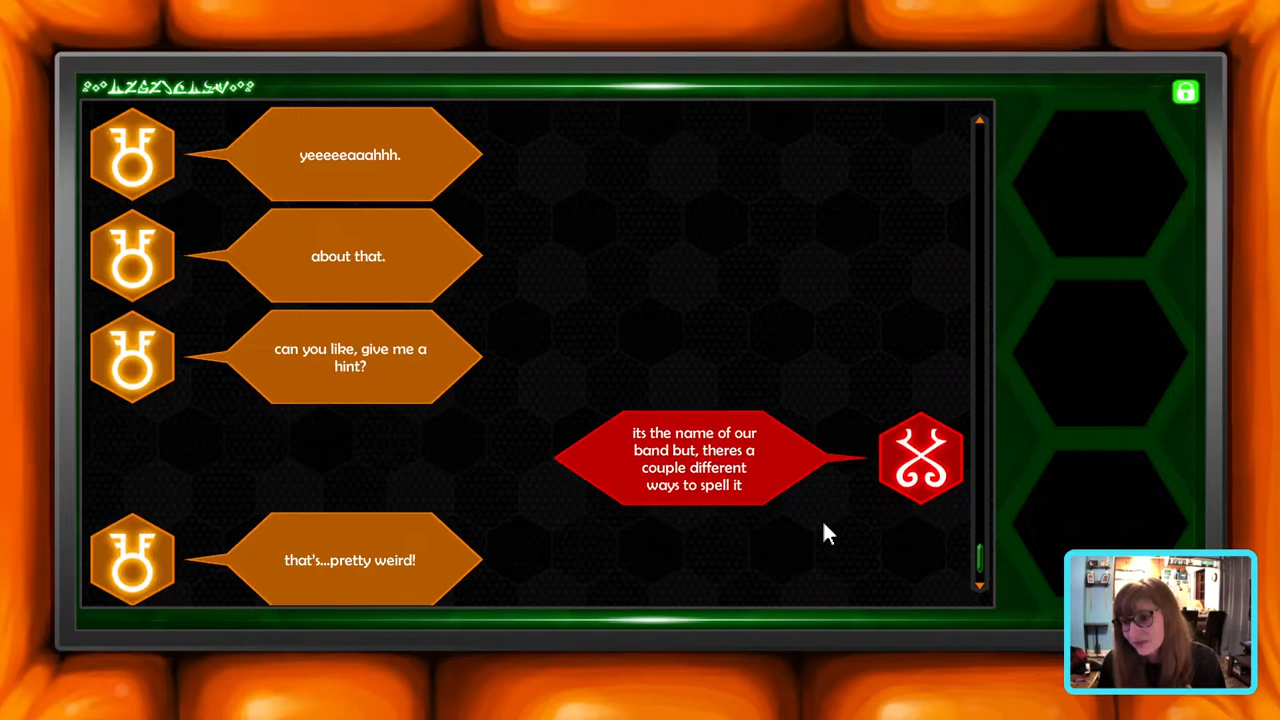 yeeeeeaaahhh.
about that.
can you like, give me a
hint?
its the name of our
band but, theres a
couple different
ways to spell it
that's...pretty weird!